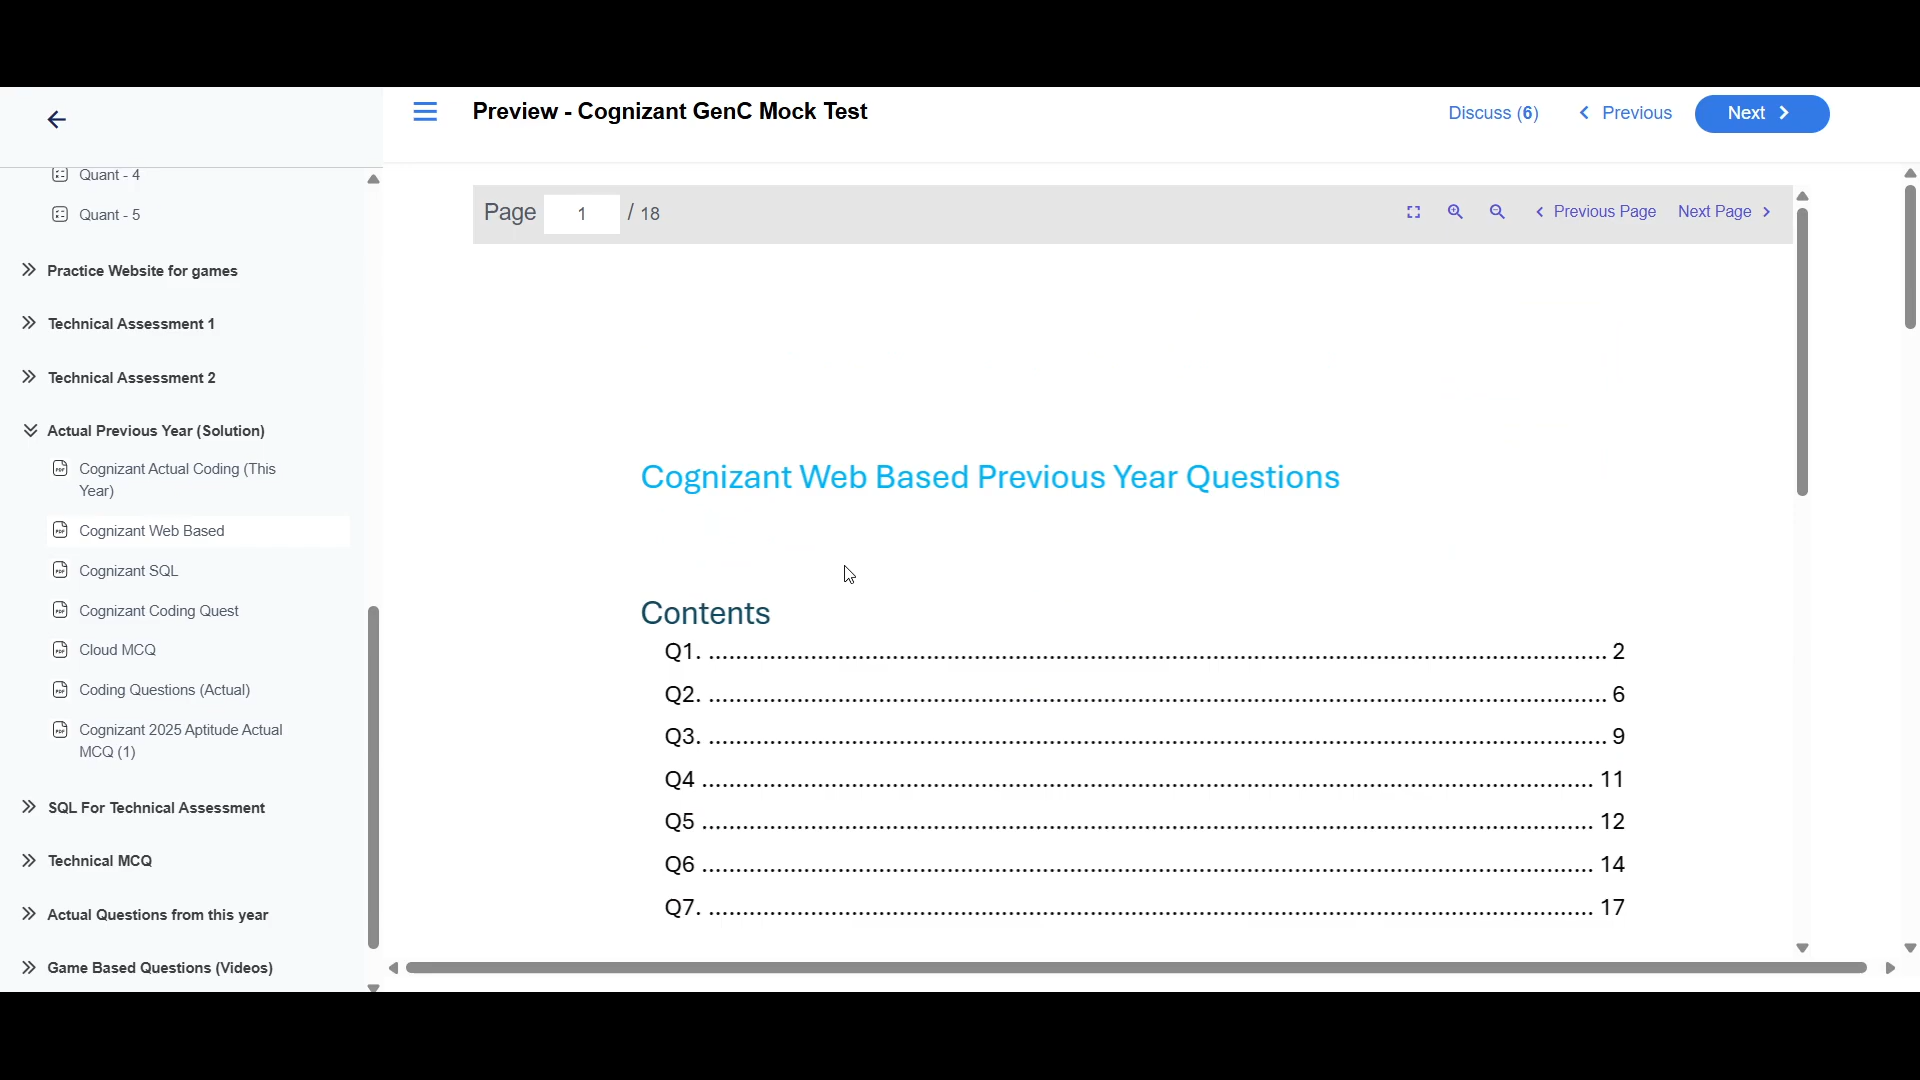 Preview - Cognizant GenC Mock Test
Discuss (6)
Previous
Next
Quant - 4
Quant - 5
Practice Website for games
Technical Assessment 1
Technical Assessment 2
Actual Previous Year (Solution)
Cognizant Actual Coding (This
Year)
Cognizant Web Based
Cognizant SQL
Cognizant Coding Quest
Cloud MCQ
Coding Questions (Actual)
Cognizant 2025 Aptitude Actual
MCQ (1)
SQL For Technical Assessment
Technical MCQ
Actual Questions from this year
Game Based Questions (Videos)
Page 1 / 18
Previous Page
Next Page
Cognizant Web Based Previous Year Questions
Contents
Q1. .......... 2
Q2. .......... 6
Q3. .......... 9
Q4 .......... 11
Q5 .......... 12
Q6 .......... 14
Q7. .......... 17